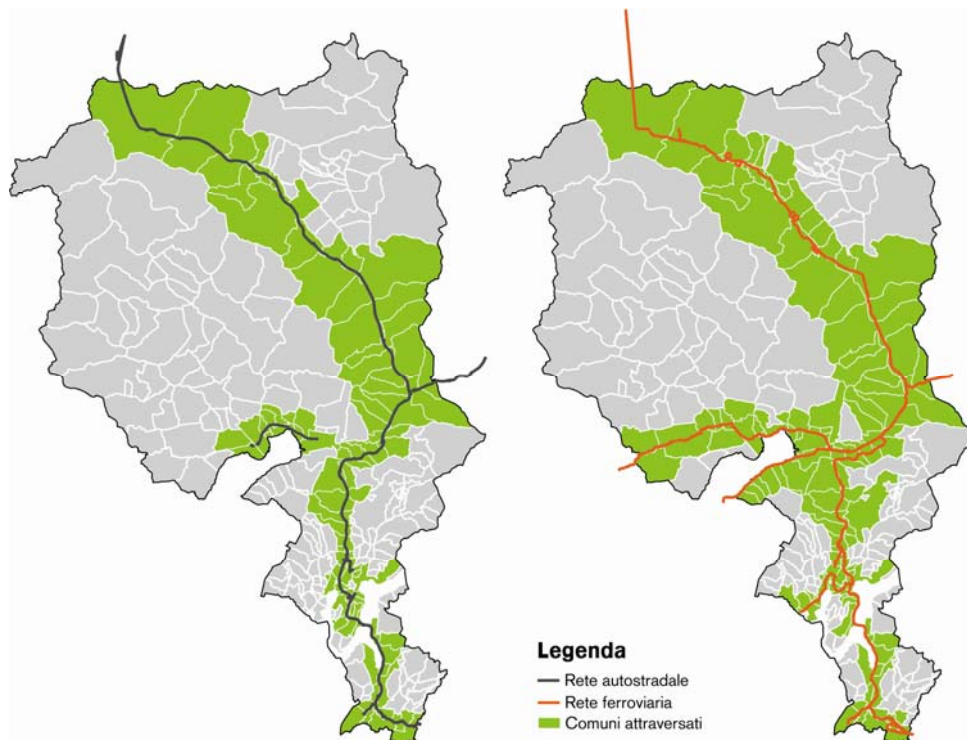 Legenda
Rete autostradale
Rete ferroviaria
Comuni attraversati